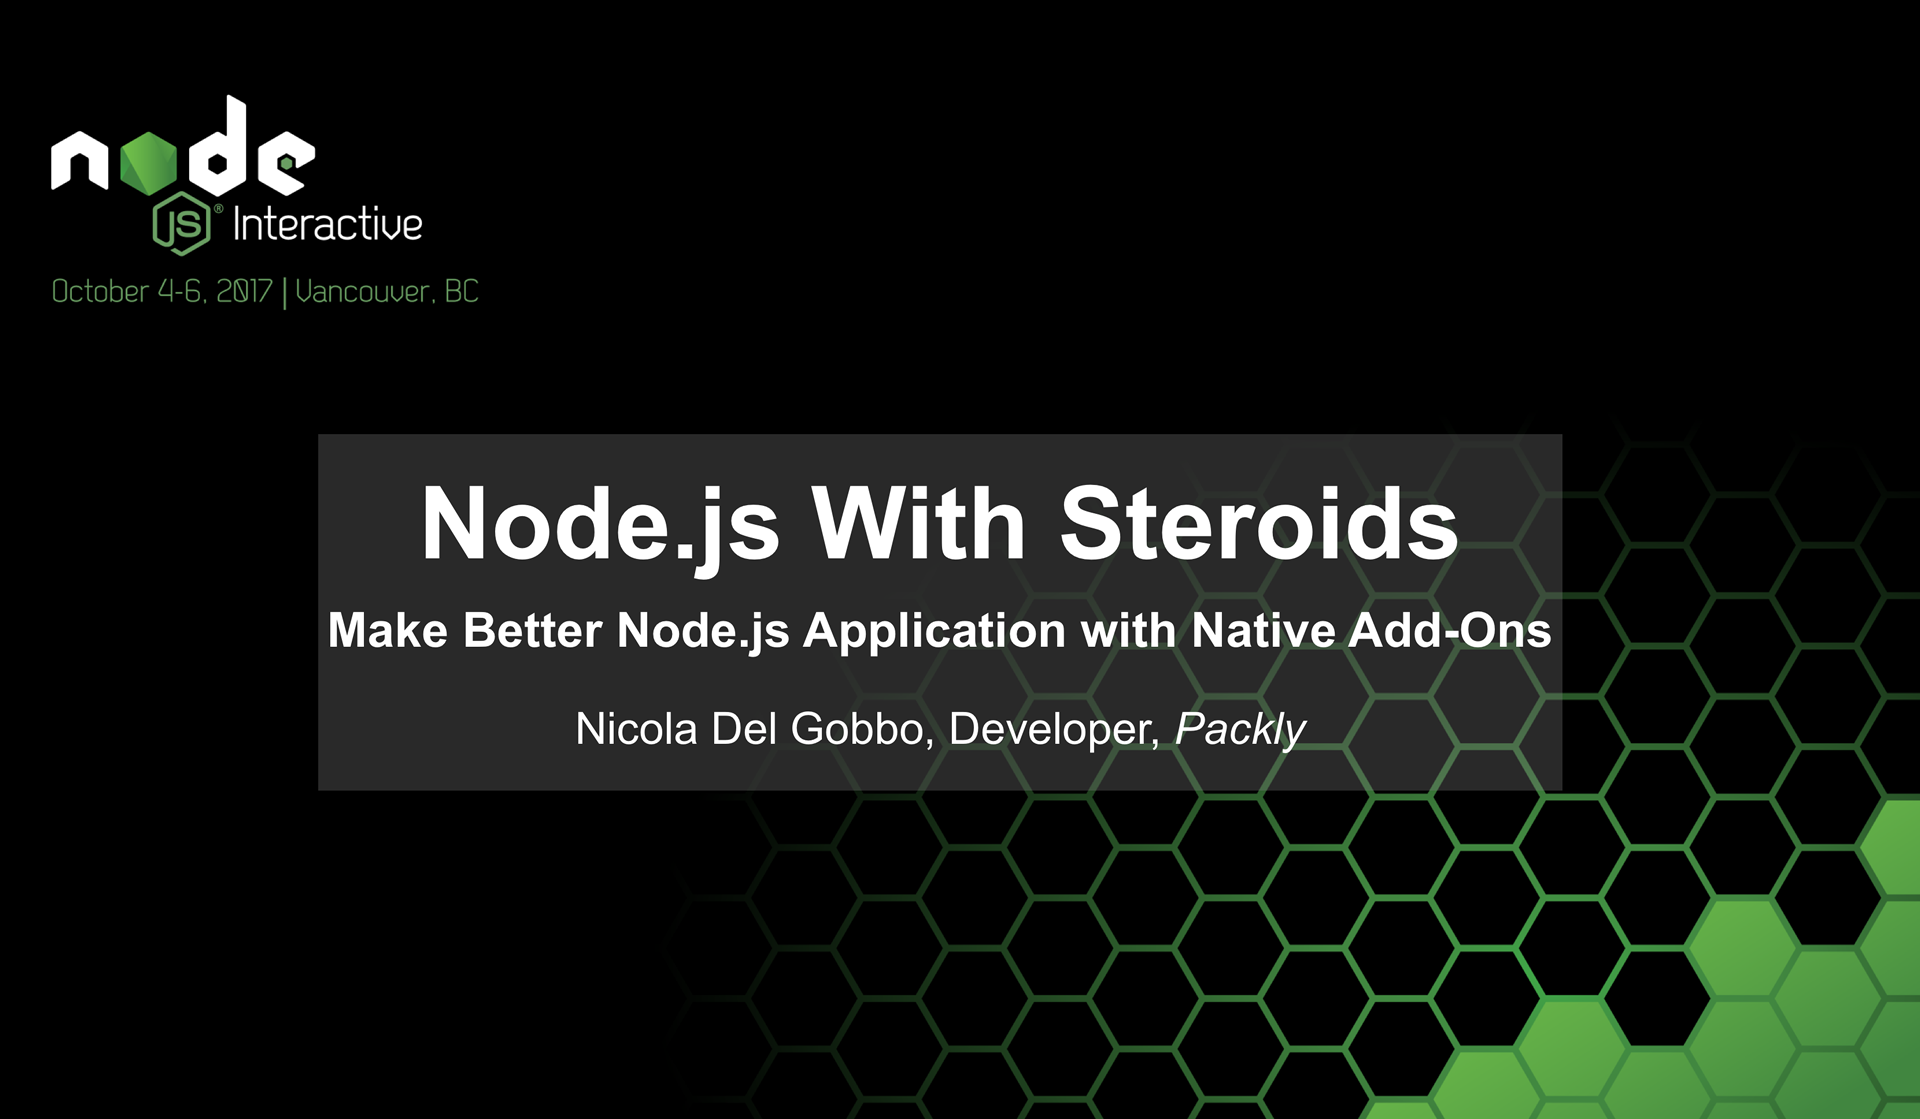 node
JS® Interactive
October 4-6, 2017 | Vancouver, BC
Node.js With Steroids
Make Better Node.js Application with Native Add-Ons
Nicola Del Gobbo, Developer, Packly